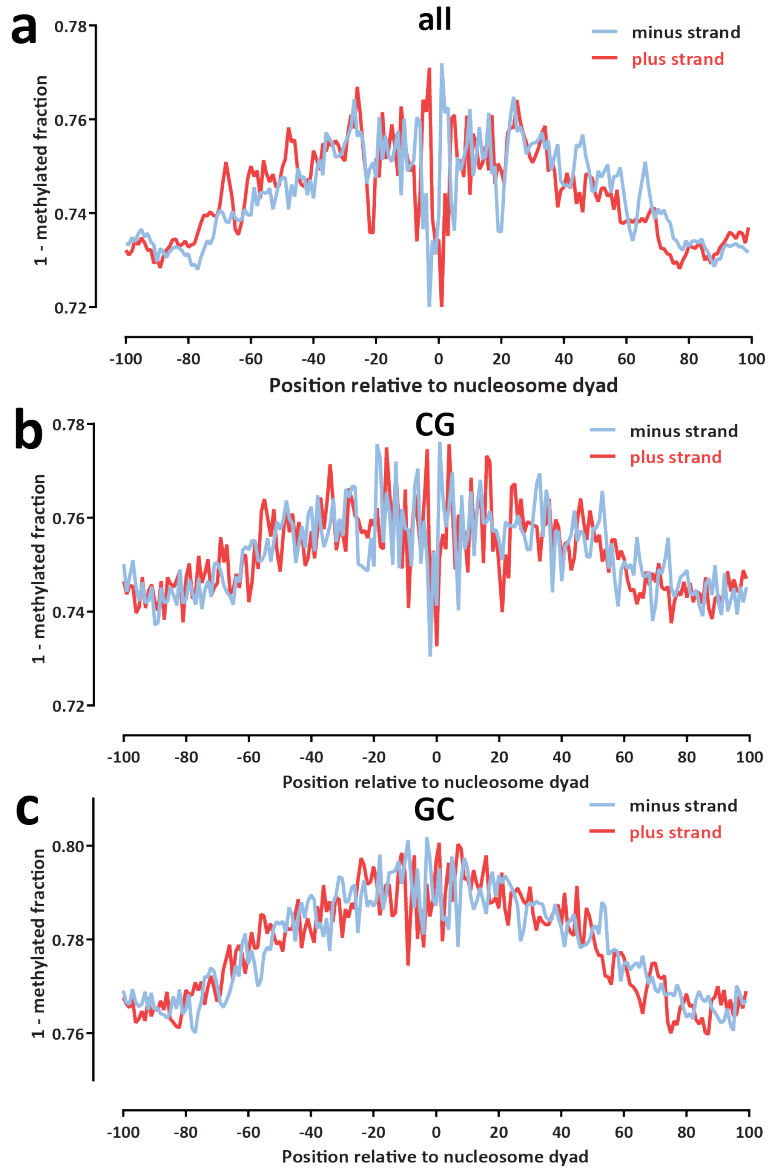 a
all
minus strand
plus strand
1 - methylated fraction
0.78
0.76
0.74
0.72
-100 -80 -60 -40 -20 0 20 40 60 80 100
Position relative to nucleosome dyad
b
CG
minus strand
plus strand
1 - methylated fraction
0.78
0.76
0.74
0.72
-100 -80 -60 -40 -20 0 20 40 60 80 100
Position relative to nucleosome dyad
c
GC
minus strand
plus strand
1 - methylated fraction
0.80
0.78
0.76
-100 -80 -60 -40 -20 0 20 40 60 80 100
Position relative to nucleosome dyad